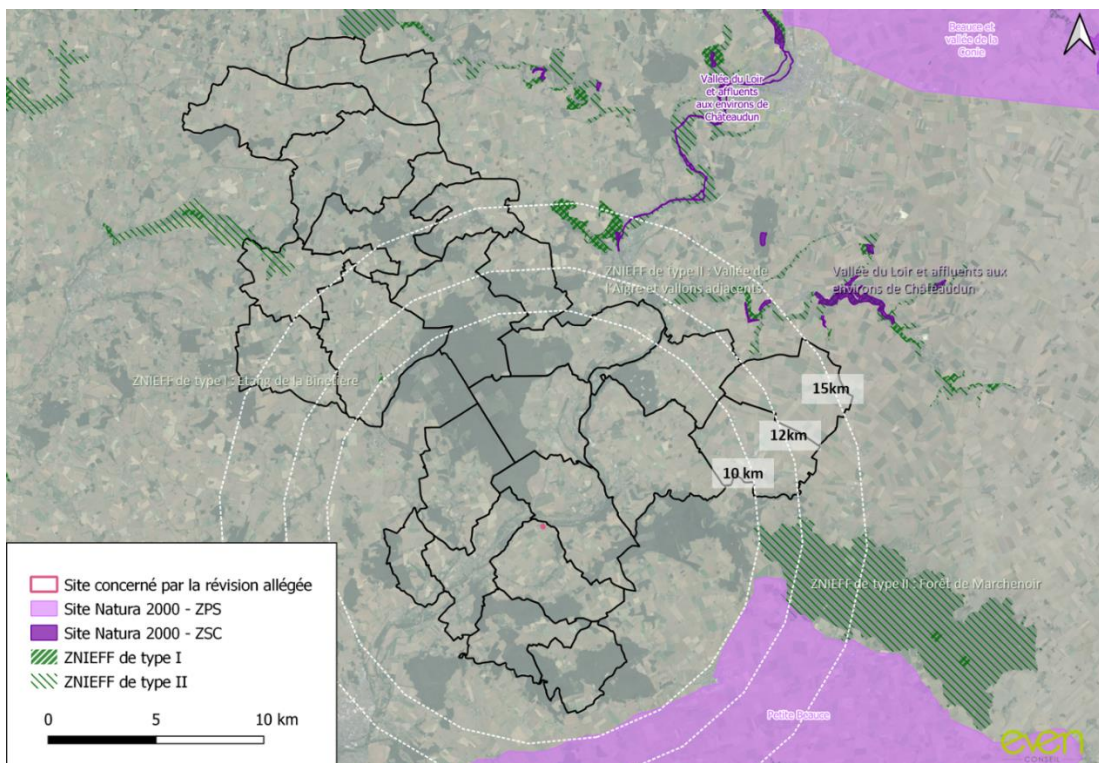 Beauce et
vallée de la
Conie
Vallée du Loir
et affluents
aux environs de
Châteaudun
ZNIEFF de type II : Vallée de
l'Aigre et vallons adjacents
Vallée du Loir et affluents aux
environs de Châteaudun
ZNIEFF de type I : Etang de la Binetière
15km
12km
10 km
ZNIEFF de type II : Forêt de Marchenoir
Petite Beauce
Site concerné par la révision allégée
Site Natura 2000 - ZPS
Site Natura 2000 - ZSC
ZNIEFF de type I
ZNIEFF de type II
0 5 10 km
even
CONSEIL